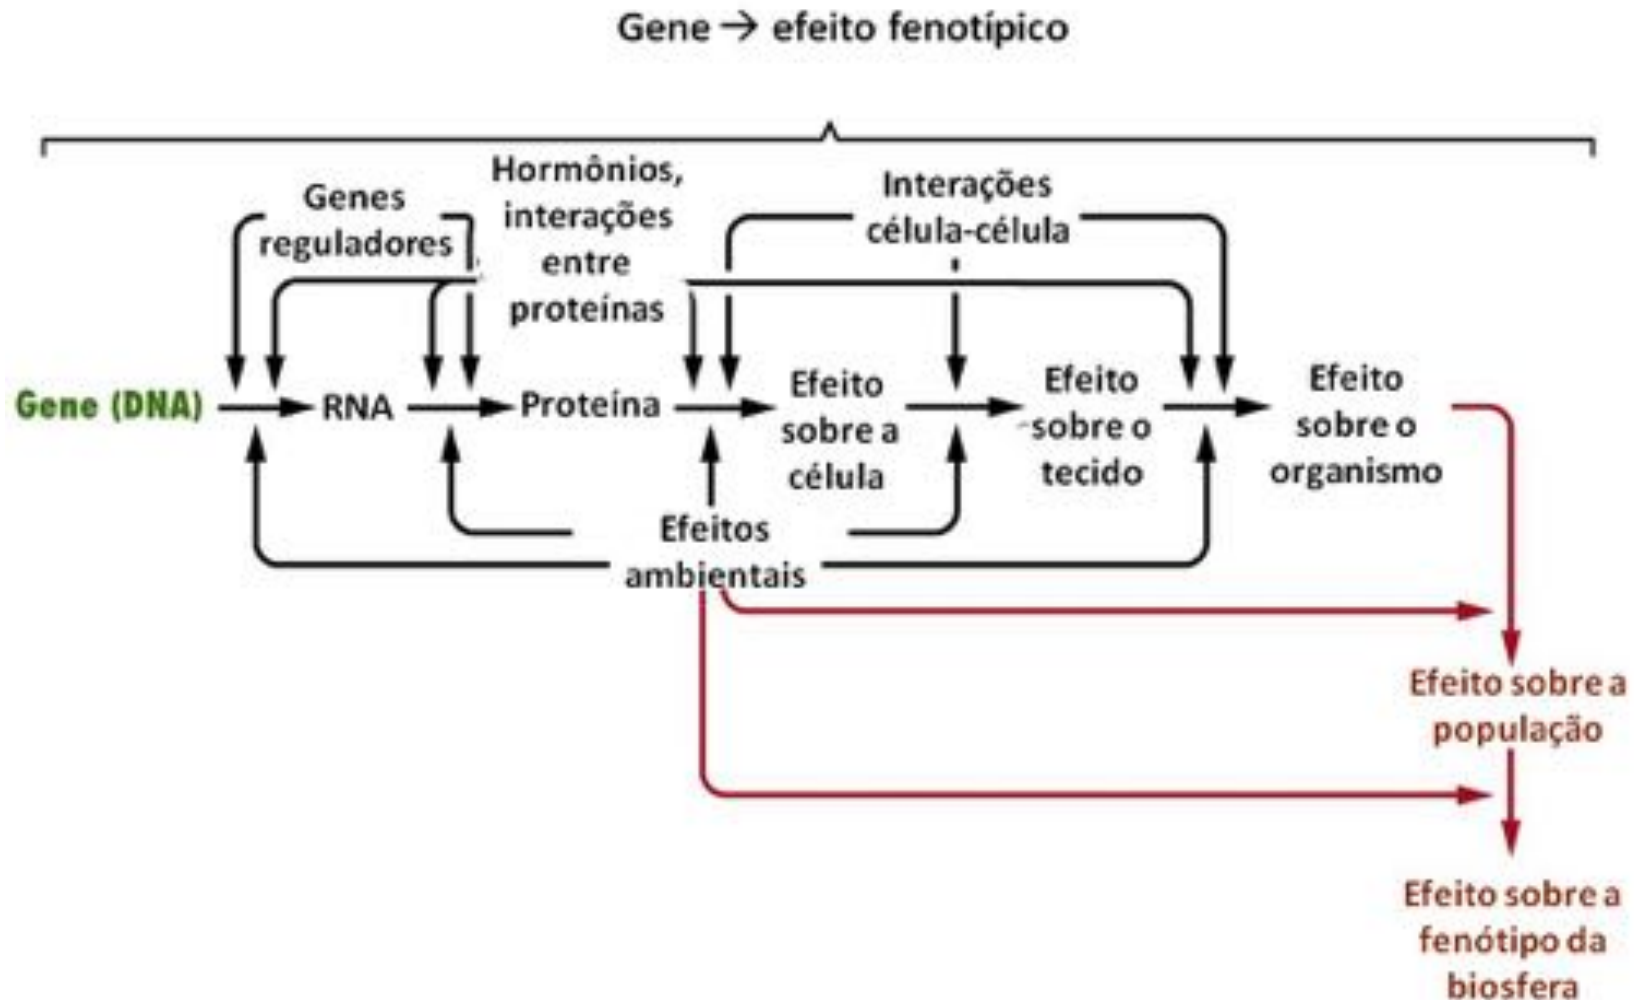 Gene → efeito fenotípico
Genes
reguladores
Hormônios,
interações
entre
proteínas
Interações
célula-célula
Gene (DNA)
RNA
Proteína
Efeito
sobre a
célula
Efeito
sobre o
tecido
Efeito
sobre o
organismo
Efeitos
ambientais
Efeito sobre a
população
Efeito sobre a
fenótipo da
biosfera